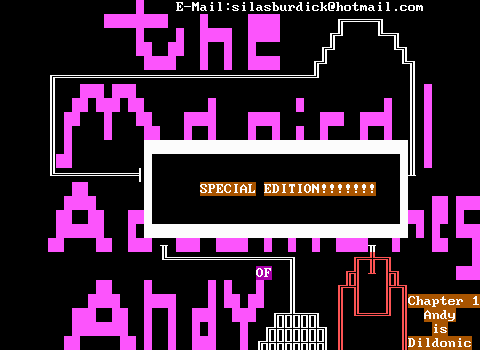 E-Mail:silasburdick@hotmail.com
the
SPECIAL EDITION!!!!!!!
OF
Andy
Chapter 1
Andy
is
Dildonic